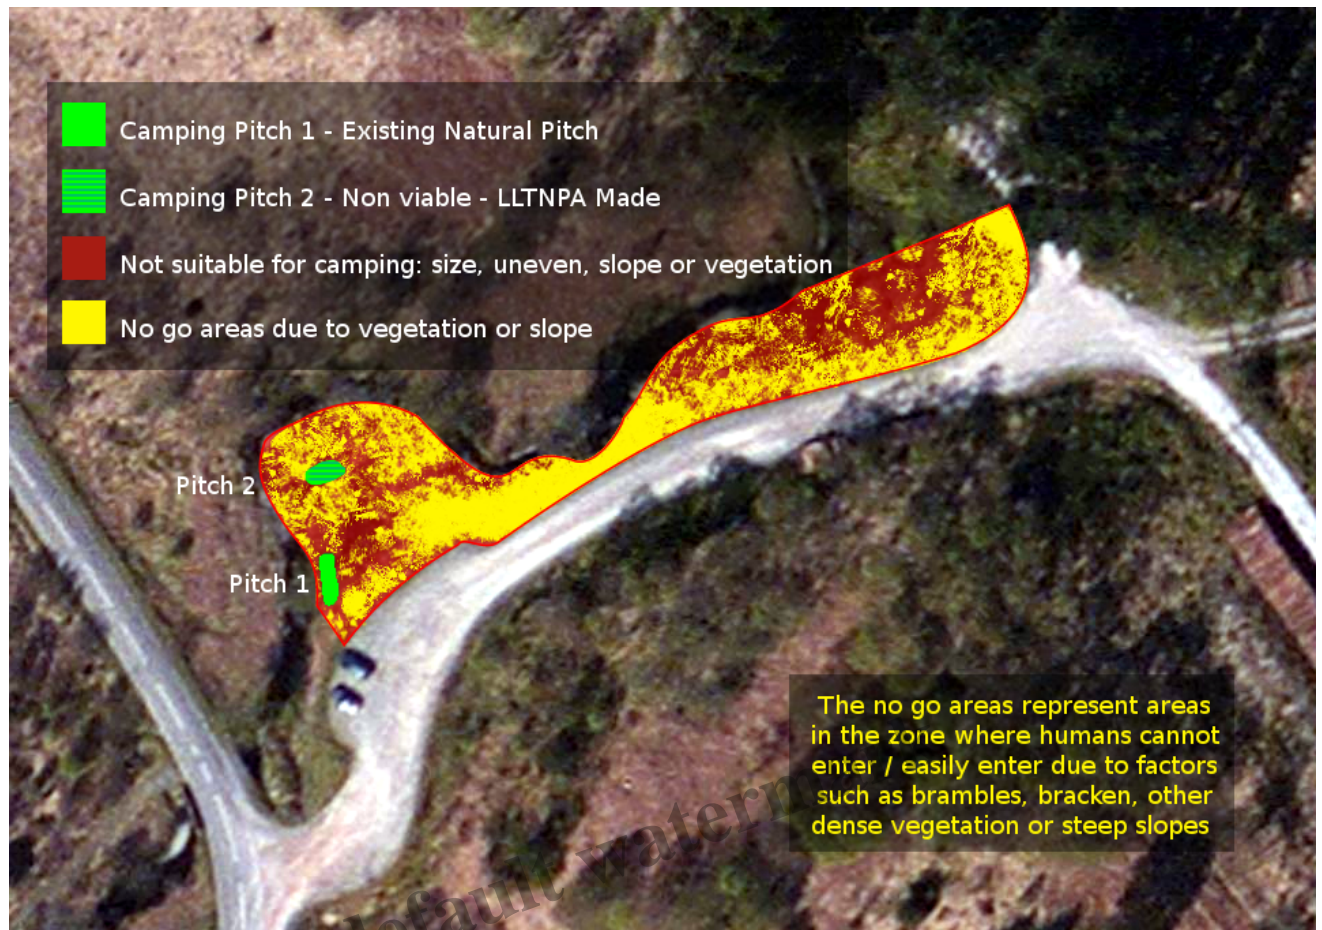 Camping Pitch 1 - Existing Natural Pitch
Camping Pitch 2 - Non viable - LLTNPA Made
Not suitable for camping: size, uneven, slope or vegetation
No go areas due to vegetation or slope
Pitch 2
Pitch 1
The no go areas represent areas
in the zone where humans cannot
enter / easily enter due to factors
such as brambles, bracken, other
dense vegetation or steep slopes
default